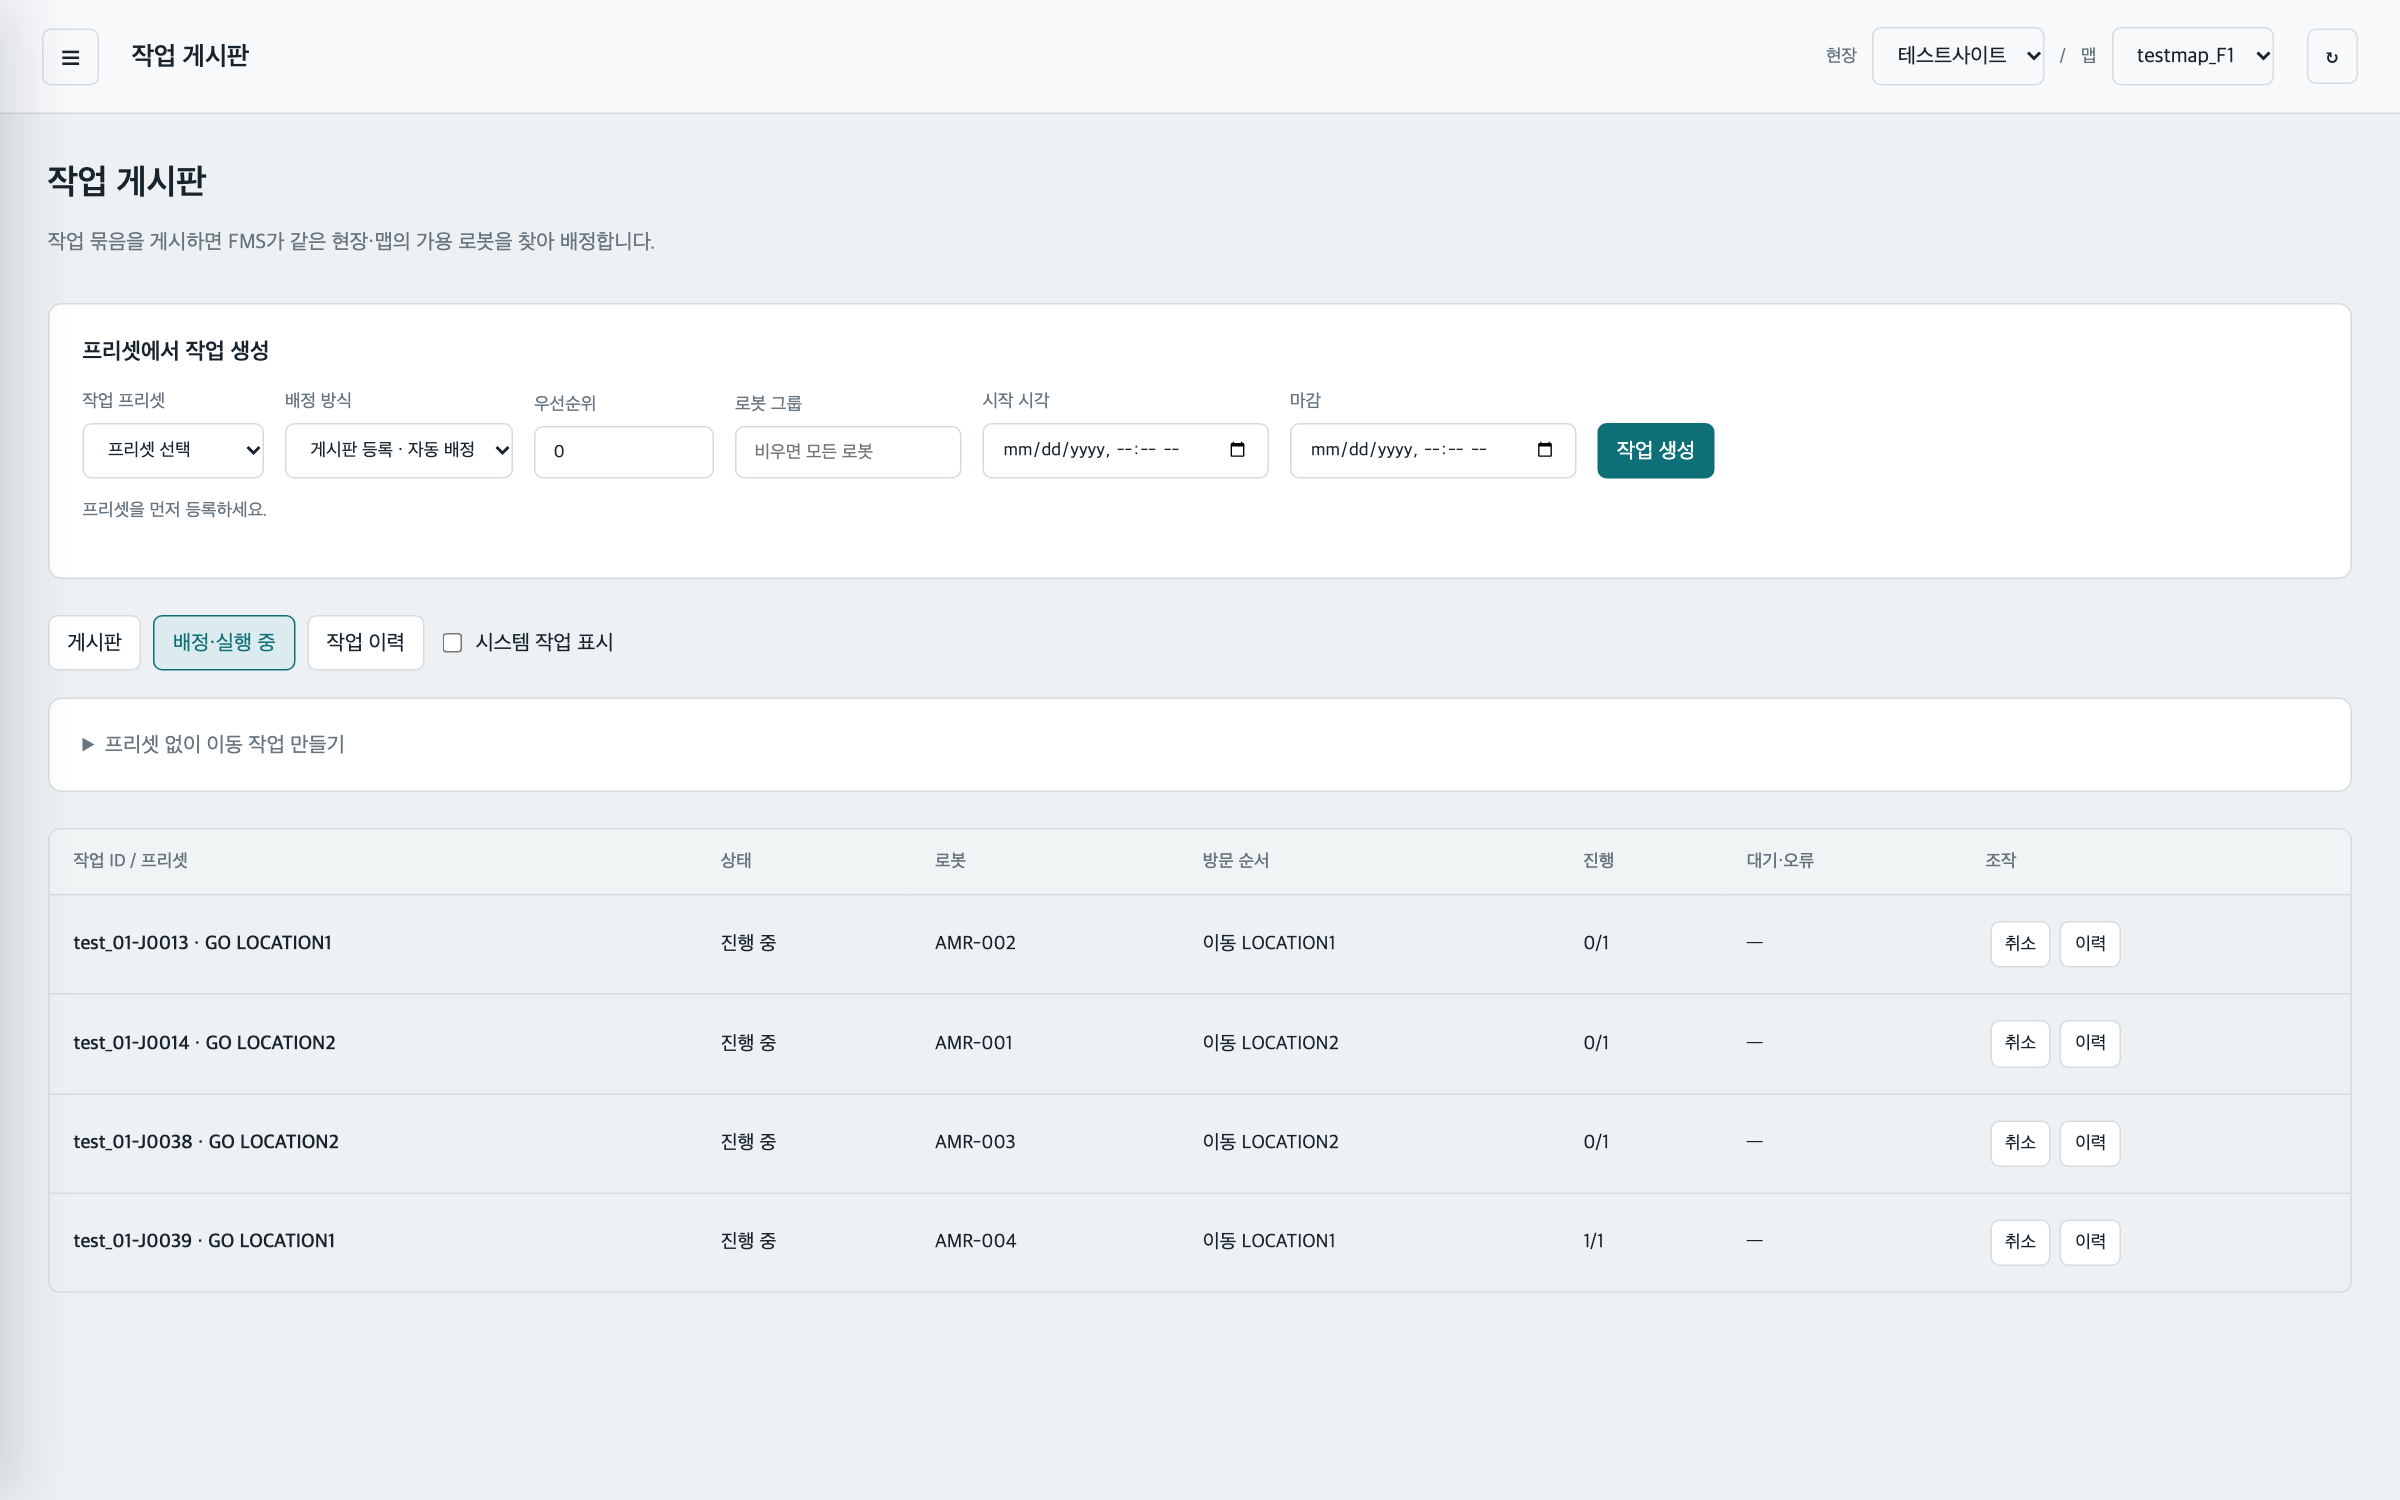 ≡ 작업 게시판 현장 테스트사이트 / 맵 testmap_F1 ↻
작업 게시판
작업 묶음을 게시하면 FMS가 같은 현장·맵의 가용 로봇을 찾아 배정합니다.
프리셋에서 작업 생성
작업 프리셋 배정 방식 우선순위 로봇 그룹 시작 시각 마감
프리셋 선택 게시판 등록 · 자동 배정 0 비우면 모든 로봇 mm/dd/yyyy, --:-- -- mm/dd/yyyy, --:-- -- 작업 생성
프리셋을 먼저 등록하세요.
게시판 배정·실행 중 작업 이력 시스템 작업 표시
▶ 프리셋 없이 이동 작업 만들기
작업 ID / 프리셋 상태 로봇 방문 순서 진행 대기·오류 조작
test_01-J0013 · GO LOCATION1 진행 중 AMR-002 이동 LOCATION1 0/1 — 취소 이력
test_01-J0014 · GO LOCATION2 진행 중 AMR-001 이동 LOCATION2 0/1 — 취소 이력
test_01-J0038 · GO LOCATION2 진행 중 AMR-003 이동 LOCATION2 0/1 — 취소 이력
test_01-J0039 · GO LOCATION1 진행 중 AMR-004 이동 LOCATION1 1/1 — 취소 이력